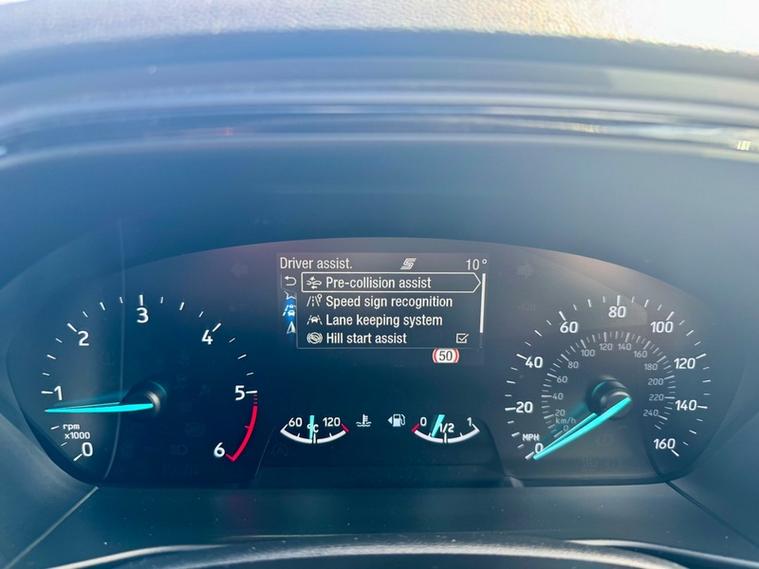 Driver assist. 10°
Pre-collision assist
Speed sign recognition
Lane keeping system
Hill start assist
50
0
1
2
3
4
5
6
rpm
x1000
60 °C 120
0 1/2 1
0
20
40
60
80
100
120
140
160
MPH
0
20
40
60
80
100
120
140
160
180
200
220
240
km/h